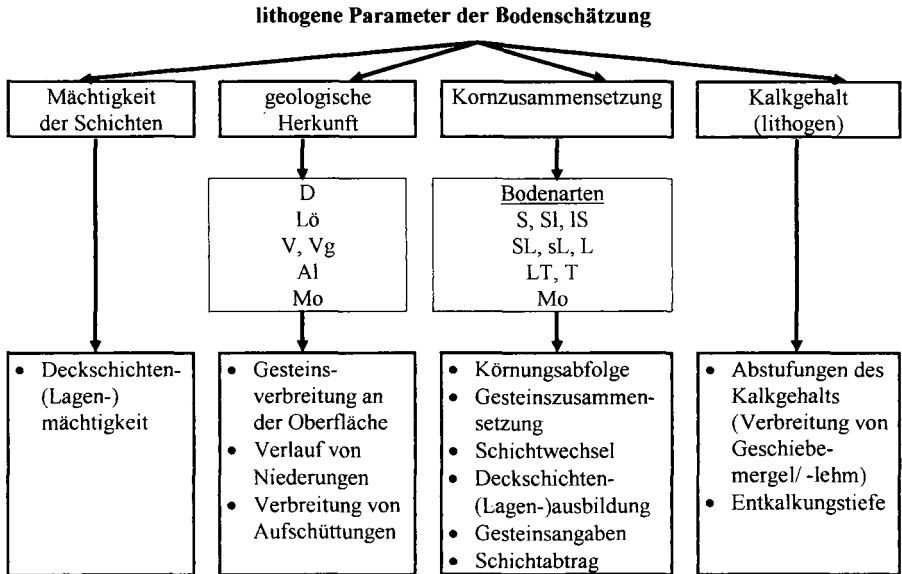 lithogene Parameter der Bodenschätzung
Mächtigkeit
der Schichten
geologische
Herkunft
Kornzusammensetzung
Kalkgehalt
(lithogen)
D
Lö
V, Vg
Al
Mo
Bodenarten
S, Sl, lS
SL, sL, L
LT, T
Mo
• Deckschichten-
(Lagen-)
mächtigkeit
• Gesteins-
verbreitung an
der Oberfläche
• Verlauf von
Niederungen
• Verbreitung von
Aufschüttungen
• Körnungsabfolge
• Gesteinszusammen-
setzung
• Schichtwechsel
• Deckschichten-
(Lagen-)ausbildung
• Gesteinsangaben
• Schichtabtrag
• Abstufungen des
Kalkgehalts
(Verbreitung von
Geschiebe-
mergel/ -lehm)
• Entkalkungstiefe